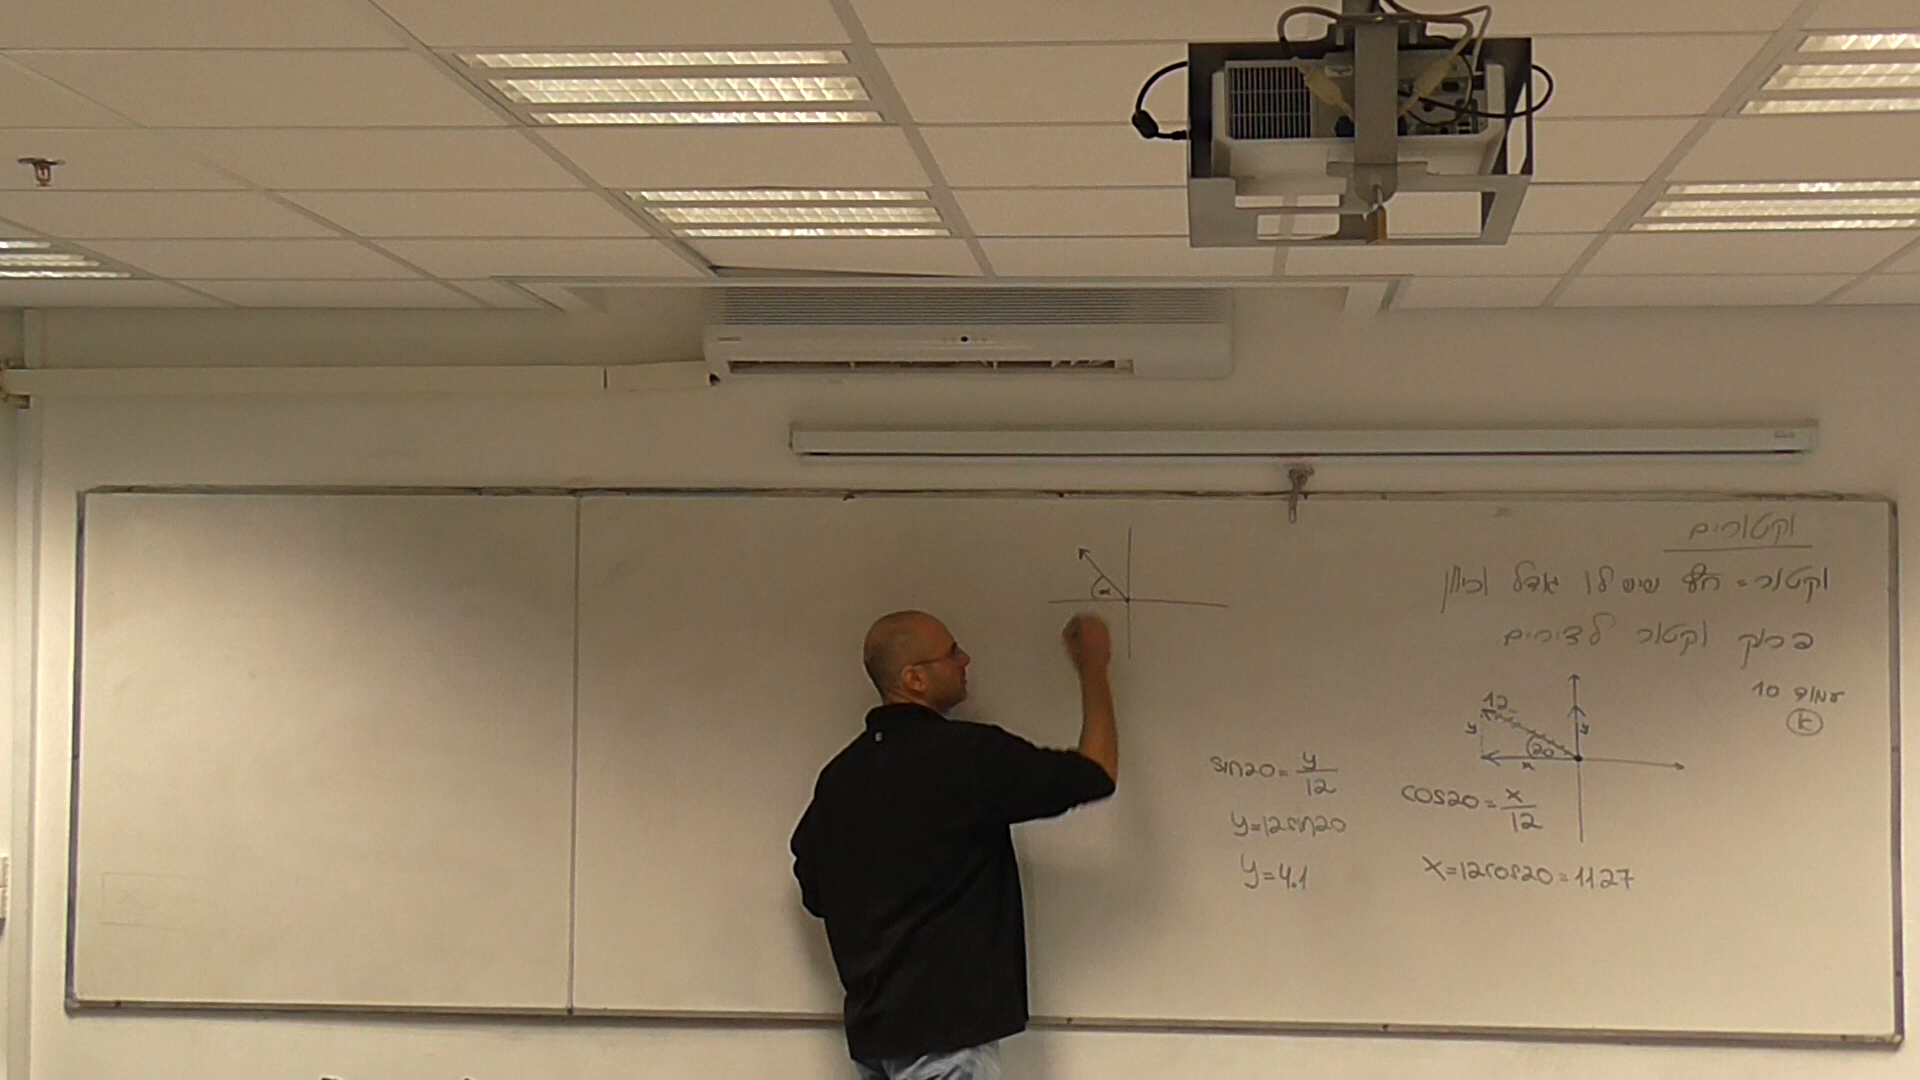 וקטורים
וקטור = חץ שיש לו גודל וכיוון
פרוק וקטור לצירים
עמוד 10
א
12
y
y
20
x
cos20 = x/12
x = 12cos20 = 11.27
sin20 = y/12
y = 12sin20
y = 4.1
α